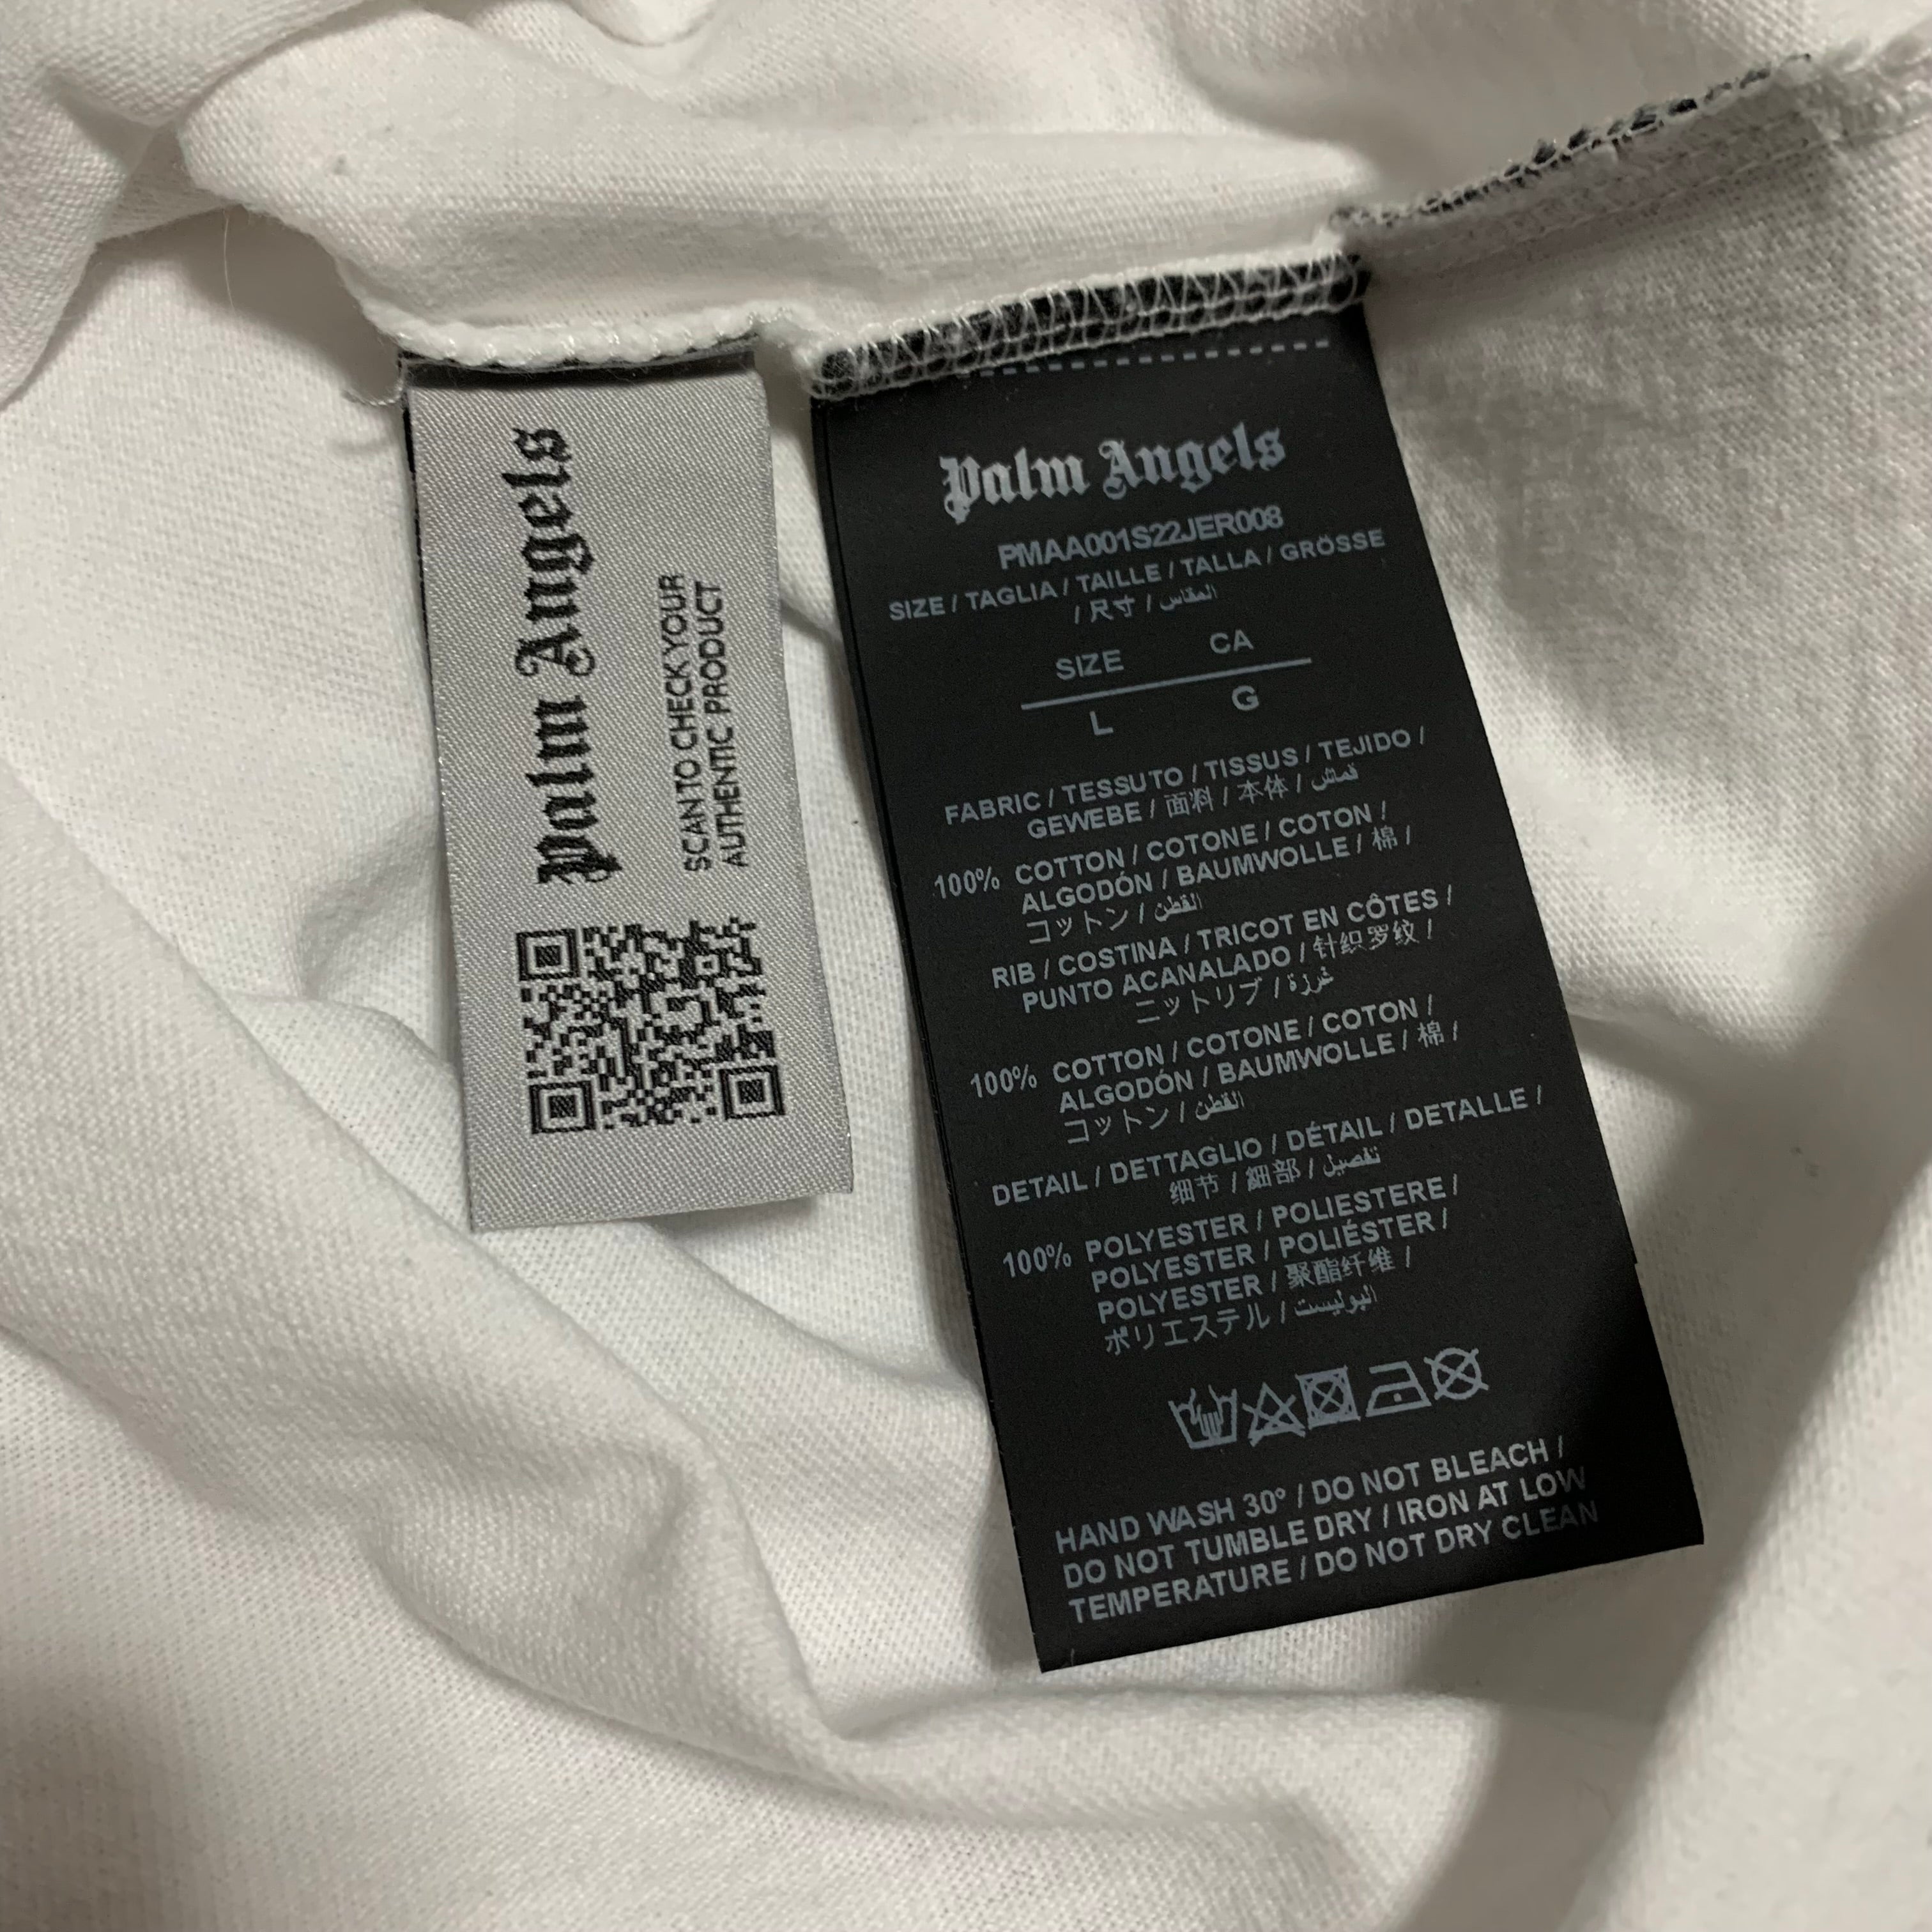 Palm Angels
SCAN TO CHECK YOUR
AUTHENTIC PRODUCT
Palm Angels
PMAA001S22JER008
SIZE / TAGLIA / TAILLE / TALLA / GRÖSSE
/ 尺寸 / المقاس
SIZE CA
L G
FABRIC / TESSUTO / TISSUS / TEJIDO /
GEWEBE / 面料 / 本体 / قماش
100% COTTON / COTONE / COTON /
ALGODÓN / BAUMWOLLE / 棉 /
コットン / القطن
RIB / COSTINA / TRICOT EN CÔTES /
PUNTO ACANALADO / 针织罗纹 /
ニットリブ / غرزة
100% COTTON / COTONE / COTON /
ALGODÓN / BAUMWOLLE / 棉 /
コットン / القطن
DETAIL / DETTAGLIO / DÉTAIL / DETALLE /
细节 / 細部 / تفصيل
100% POLYESTER / POLIESTERE /
POLYESTER / POLIÉSTER /
POLYESTER / 聚酯纤维 /
ポリエステル / البوليست
HAND WASH 30° / DO NOT BLEACH /
DO NOT TUMBLE DRY / IRON AT LOW
TEMPERATURE / DO NOT DRY CLEAN